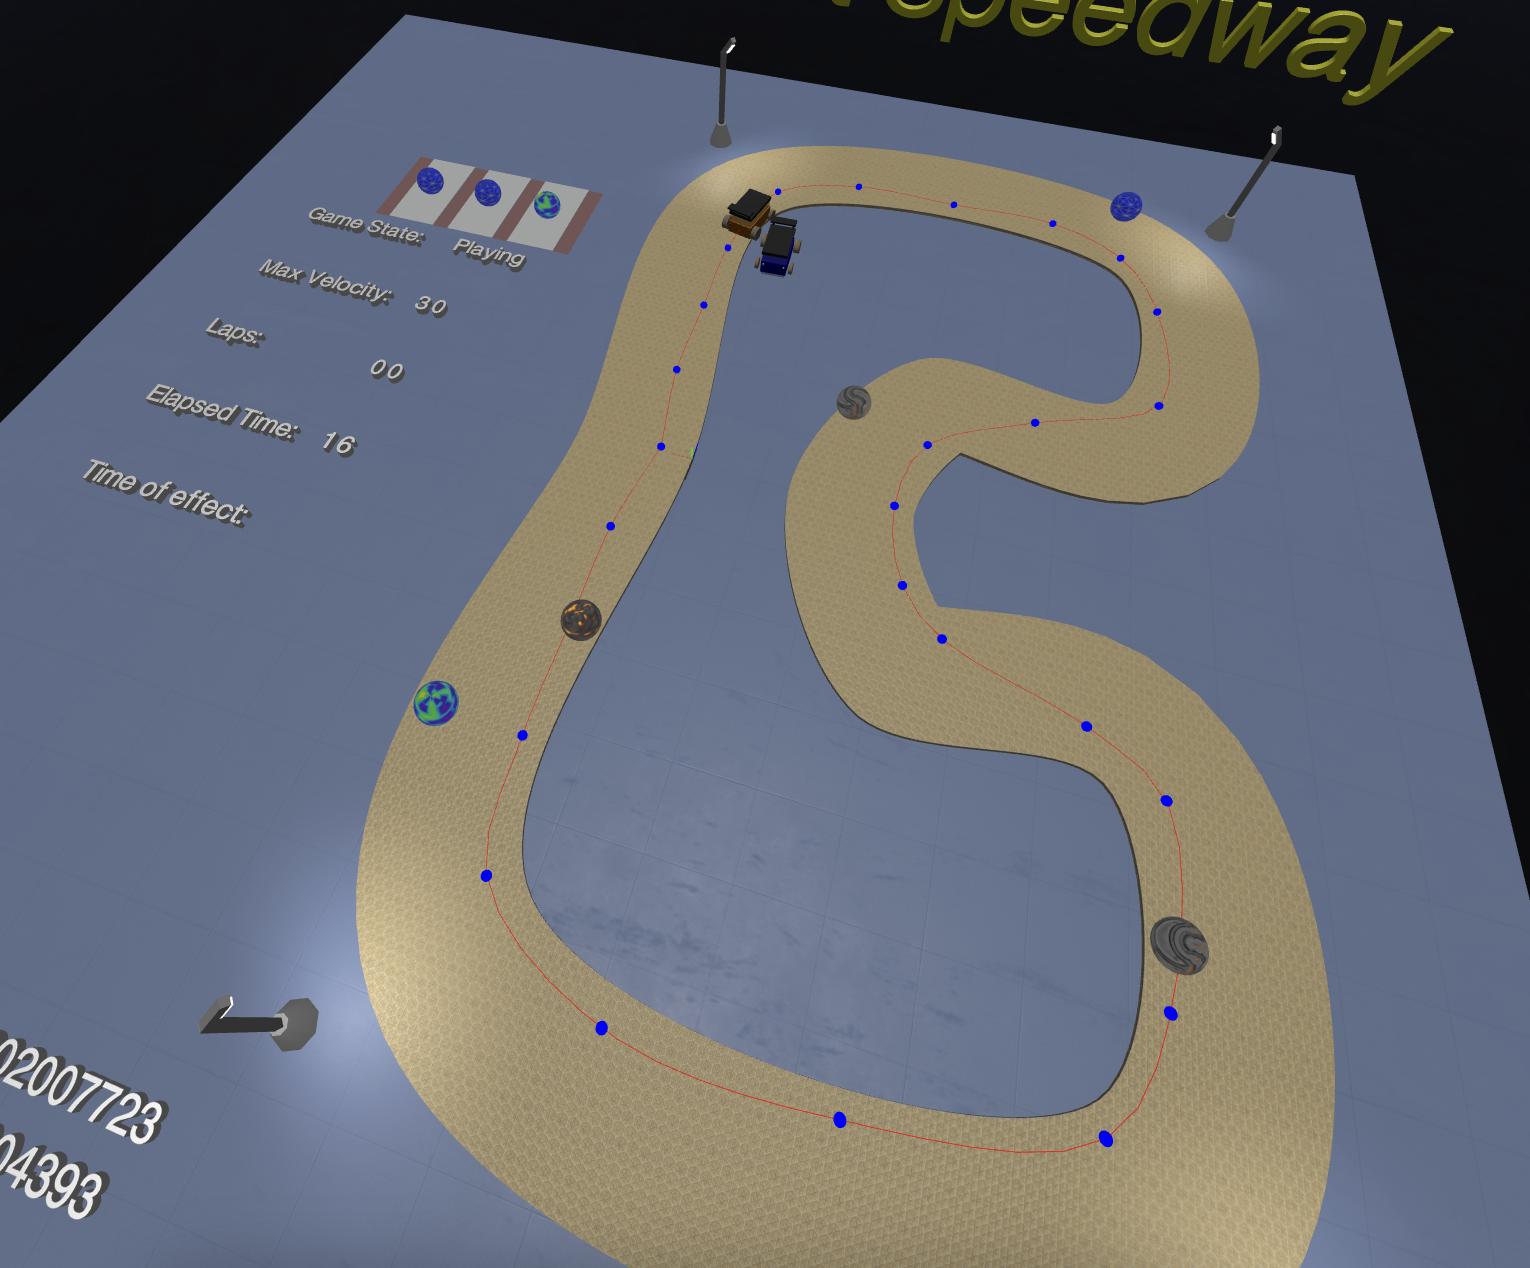 speedway
Game State: Playing
Max Velocity: 30
Laps: 00
Elapsed Time: 16
Time of effect:
02007723
04393